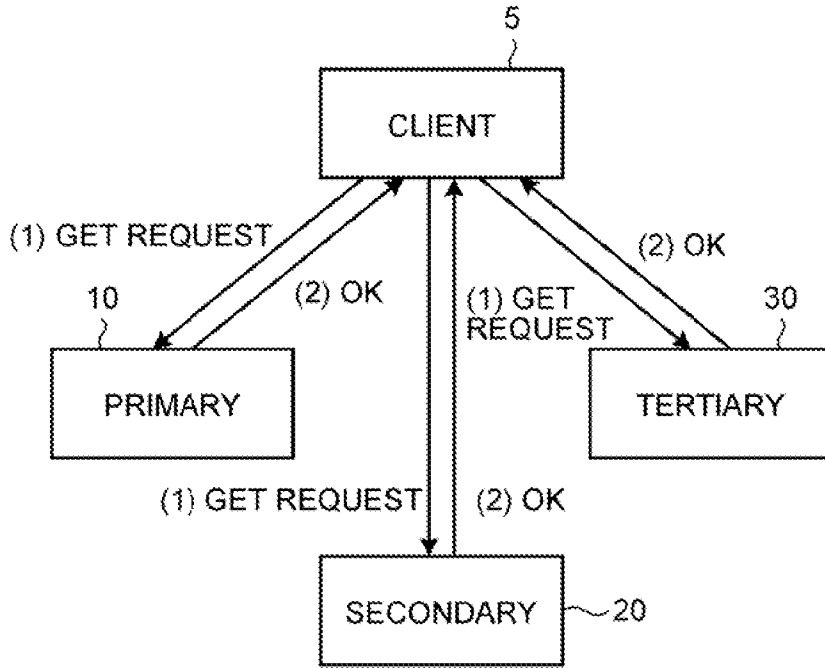 5
CLIENT
(1) GET REQUEST
(2) OK
(1) GET
REQUEST
(2) OK
10
30
PRIMARY
TERTIARY
(1) GET REQUEST
(2) OK
SECONDARY
20